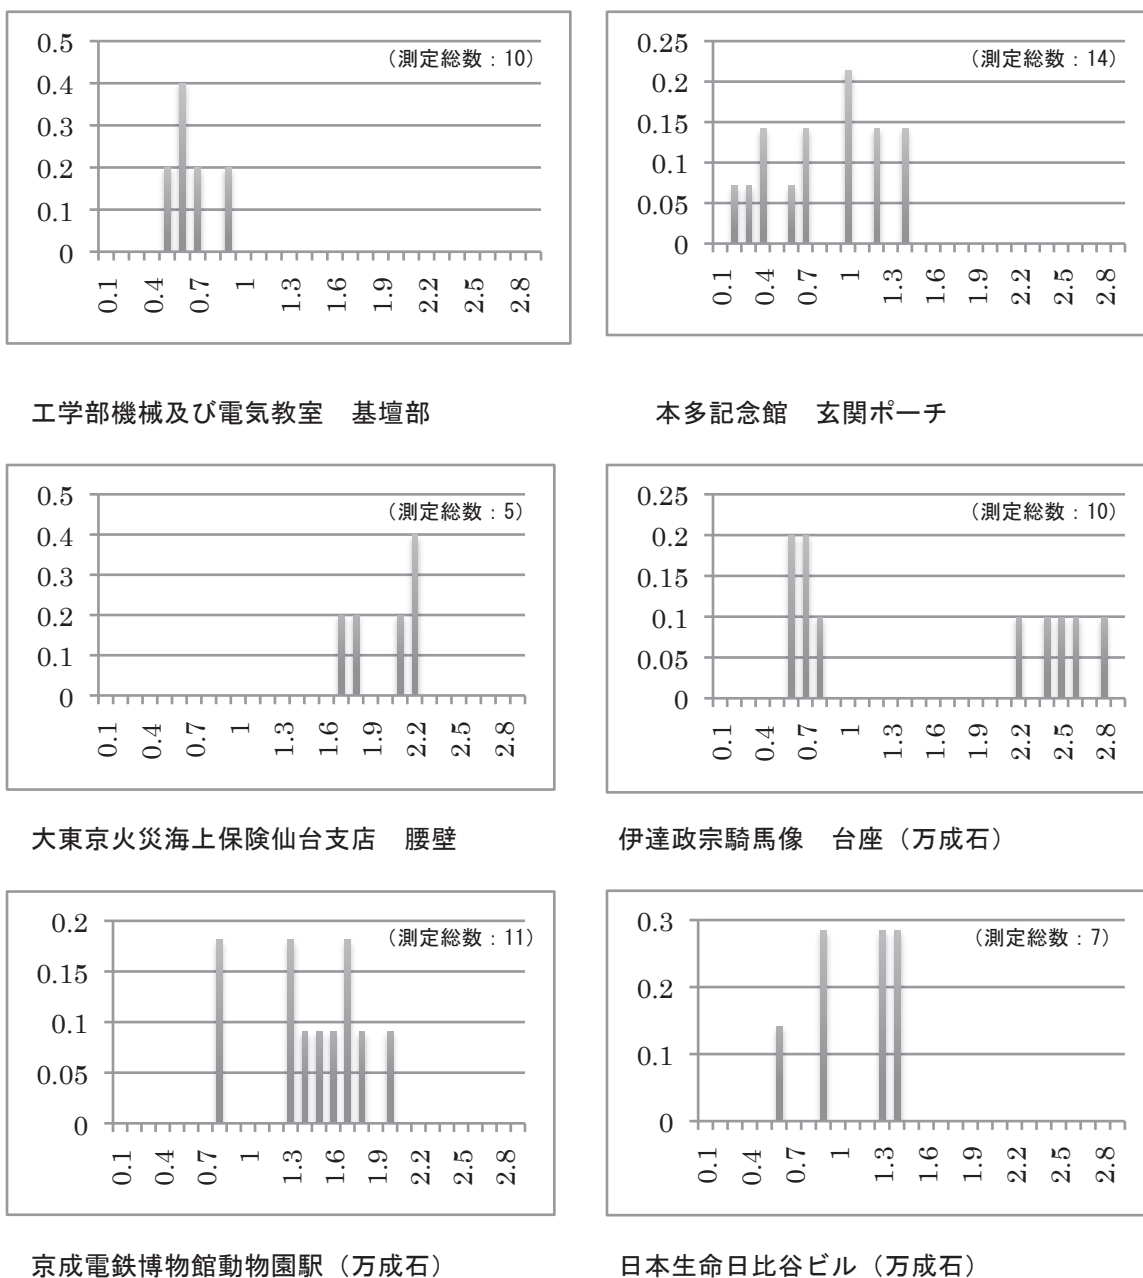 0.5
0.4
0.3
0.2
0.1
0
(測定総数:10)
0.1 0.4 0.7 1 1.3 1.6 1.9 2.2 2.5 2.8
工学部機械及び電気教室 基壇部
0.25
0.2
0.15
0.1
0.05
0
(測定総数:14)
0.1 0.4 0.7 1 1.3 1.6 1.9 2.2 2.5 2.8
本多記念館 玄関ポーチ
0.5
0.4
0.3
0.2
0.1
0
(測定総数:5)
0.1 0.4 0.7 1 1.3 1.6 1.9 2.2 2.5 2.8
大東京火災海上保険仙台支店 腰壁
0.25
0.2
0.15
0.1
0.05
0
(測定総数:10)
0.1 0.4 0.7 1 1.3 1.6 1.9 2.2 2.5 2.8
伊達政宗騎馬像 台座(万成石)
0.2
0.15
0.1
0.05
0
(測定総数:11)
0.1 0.4 0.7 1 1.3 1.6 1.9 2.2 2.5 2.8
京成電鉄博物館動物園駅(万成石)
0.3
0.2
0.1
0
(測定総数:7)
0.1 0.4 0.7 1 1.3 1.6 1.9 2.2 2.5 2.8
日本生命日比谷ビル(万成石)